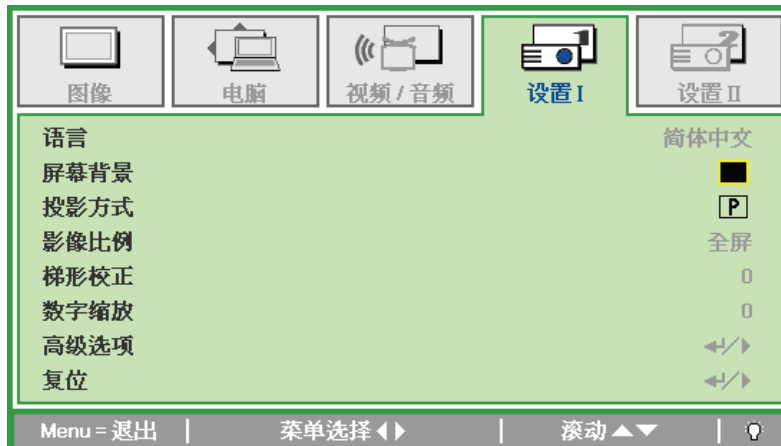 图像
电脑
视频 / 音频
设置 I
设置 II
语言 简体中文
屏幕背景
投影方式 P
影像比例 全屏
梯形校正 0
数字缩放 0
高级选项
复位
Menu = 退出 菜单选择 滚动